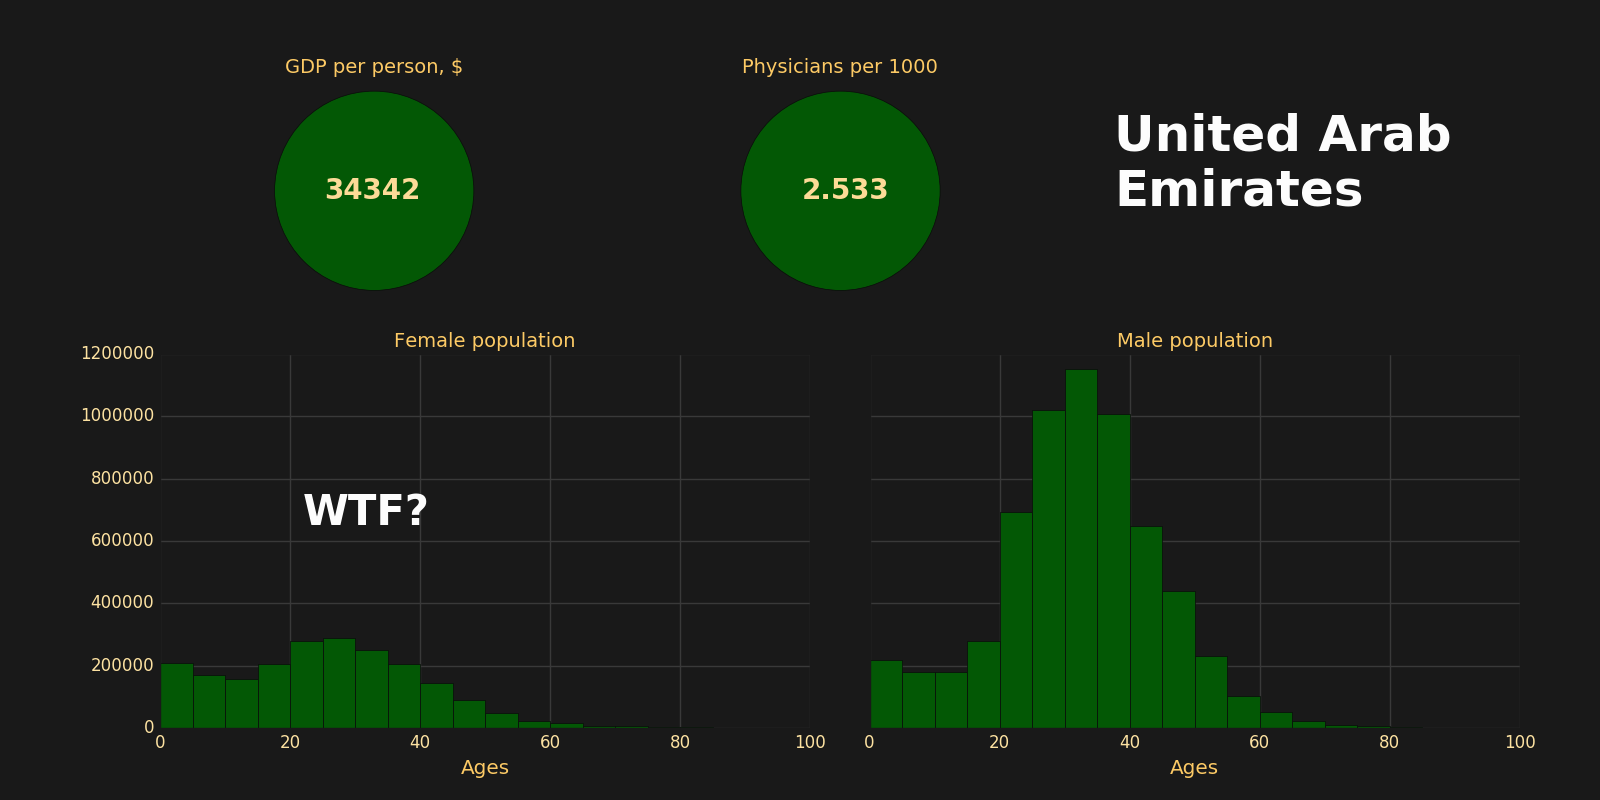 GDP per person, $
Physicians per 1000
34342
2.533
United Arab
Emirates
Female population
Male population
1200000
1000000
800000
600000
400000
200000
0
WTF?
0 20 40 60 80 100
0 20 40 60 80 100
Ages
Ages